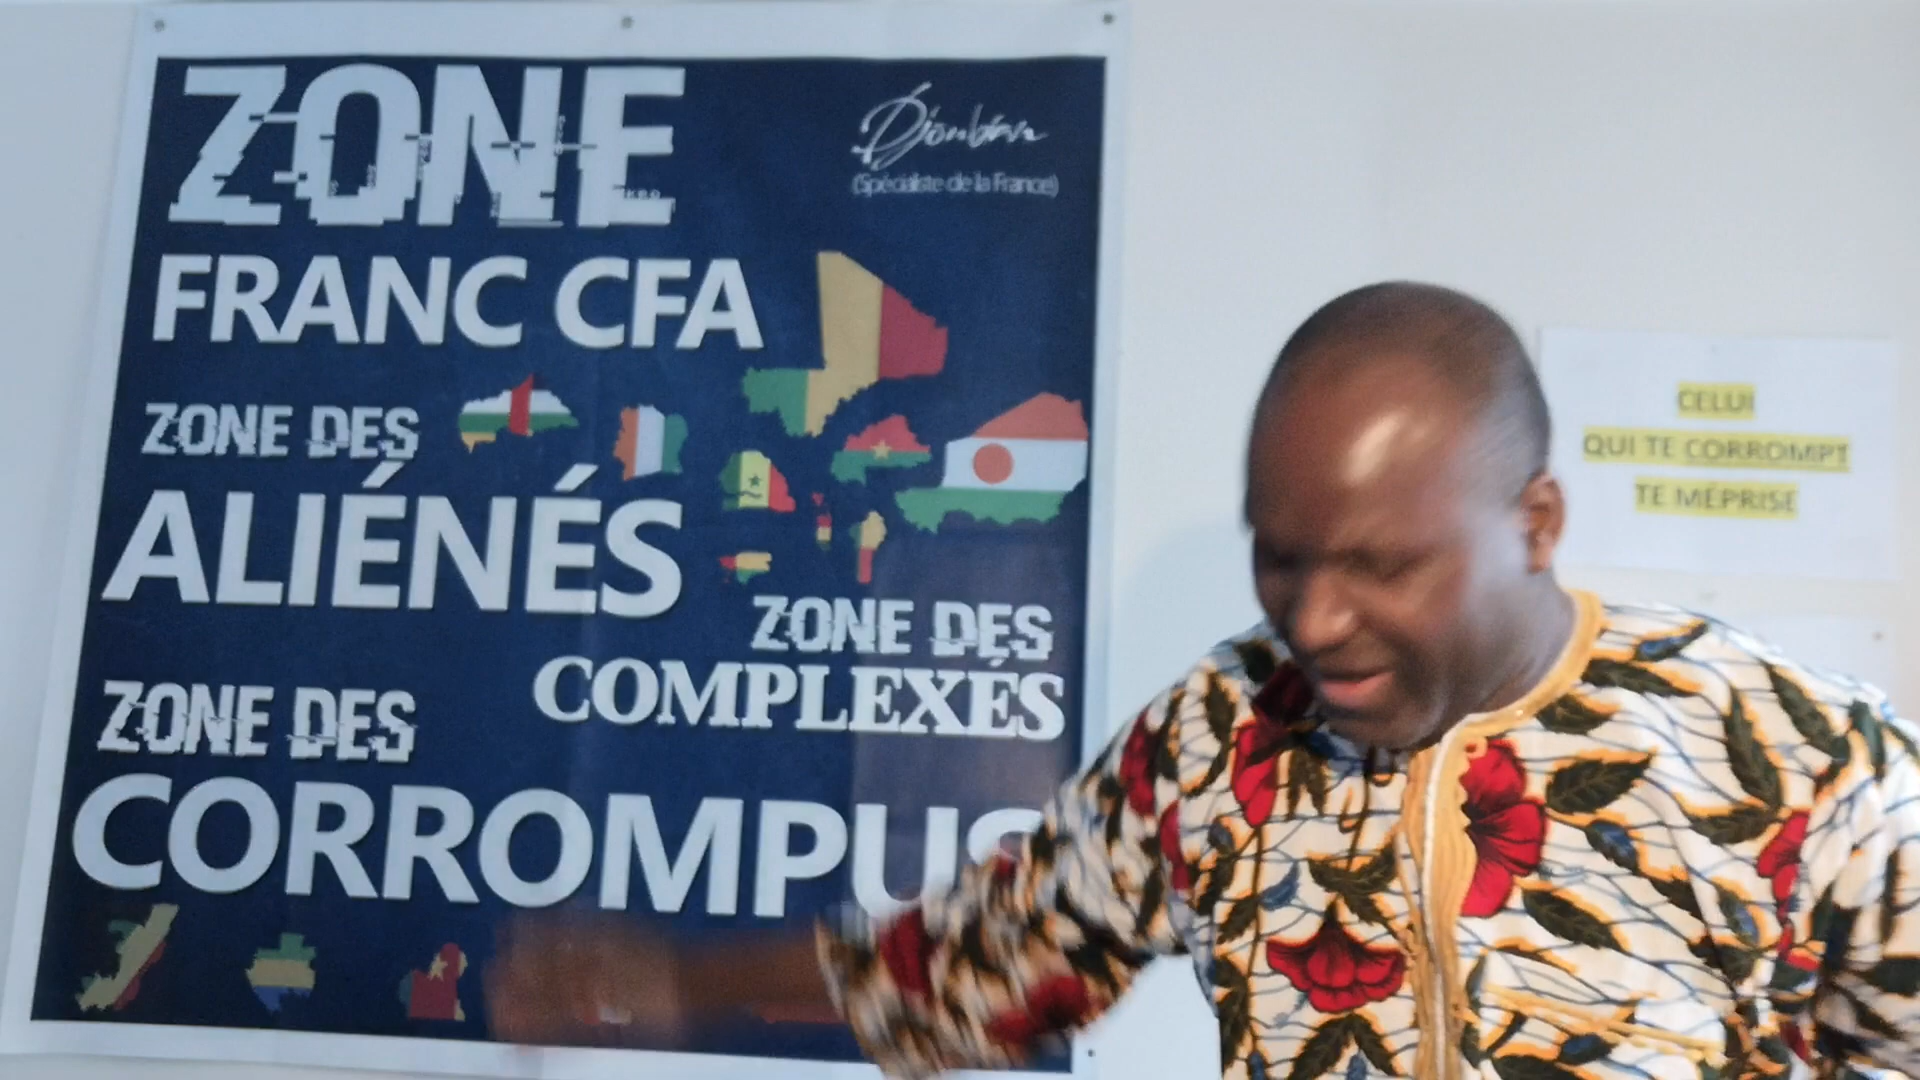 ZONE
Djonban
(Spécialiste de la France)
FRANC CFA
ZONE DES
ALIÉNÉS
ZONE DES
COMPLEXÉS
ZONE DES
CORROMPUS
CELUI
QUI TE CORROMPT
TE MÉPRISE